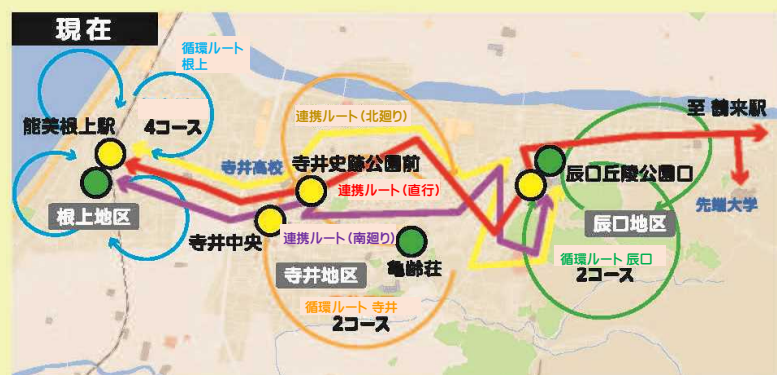 現在
循環ルート
根上
能美根上駅
4コース
連携ルート(北廻り)
至 鶴来駅
寺井高校
寺井史跡公園前
辰口丘陵公園口
連携ルート(直行)
先端大学
根上地区
辰口地区
寺井中央
連携ルート(南廻り)
亀齢荘
循環ルート 辰口
2コース
寺井地区
循環ルート 寺井
2コース